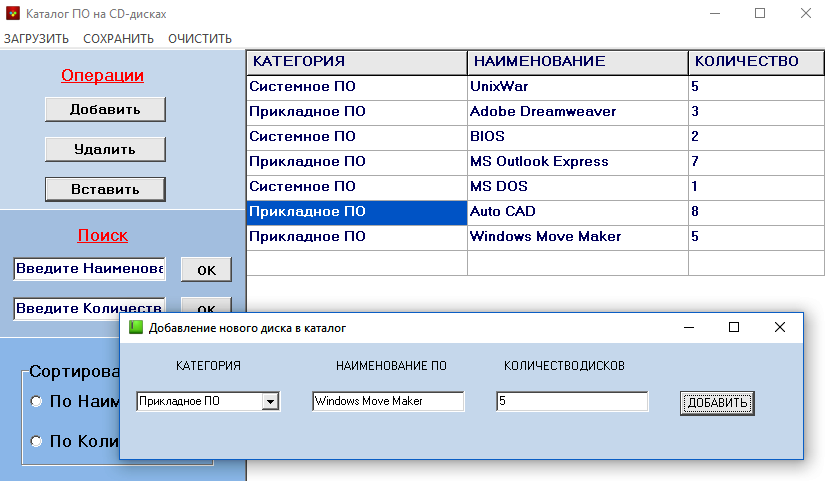 Каталог ПО на CD-дисках
ЗАГРУЗИТЬ СОХРАНИТЬ ОЧИСТИТЬ
Операции
Добавить
Удалить
Вставить
Поиск
Введите Наименова
ОК
Введите Количеств
ОК
Сортирова
По Наим
По Коли
КАТЕГОРИЯ НАИМЕНОВАНИЕ КОЛИЧЕСТВО
Системное ПО UnixWar 5
Прикладное ПО Adobe Dreamweaver 3
Системное ПО BIOS 2
Прикладное ПО MS Outlook Express 7
Системное ПО MS DOS 1
Прикладное ПО Auto CAD 8
Прикладное ПО Windows Move Maker 5
Добавление нового диска в каталог
КАТЕГОРИЯ НАИМЕНОВАНИЕ ПО КОЛИЧЕСТВОДИСКОВ
Прикладное ПО Windows Move Maker 5 ДОБАВИТЬ